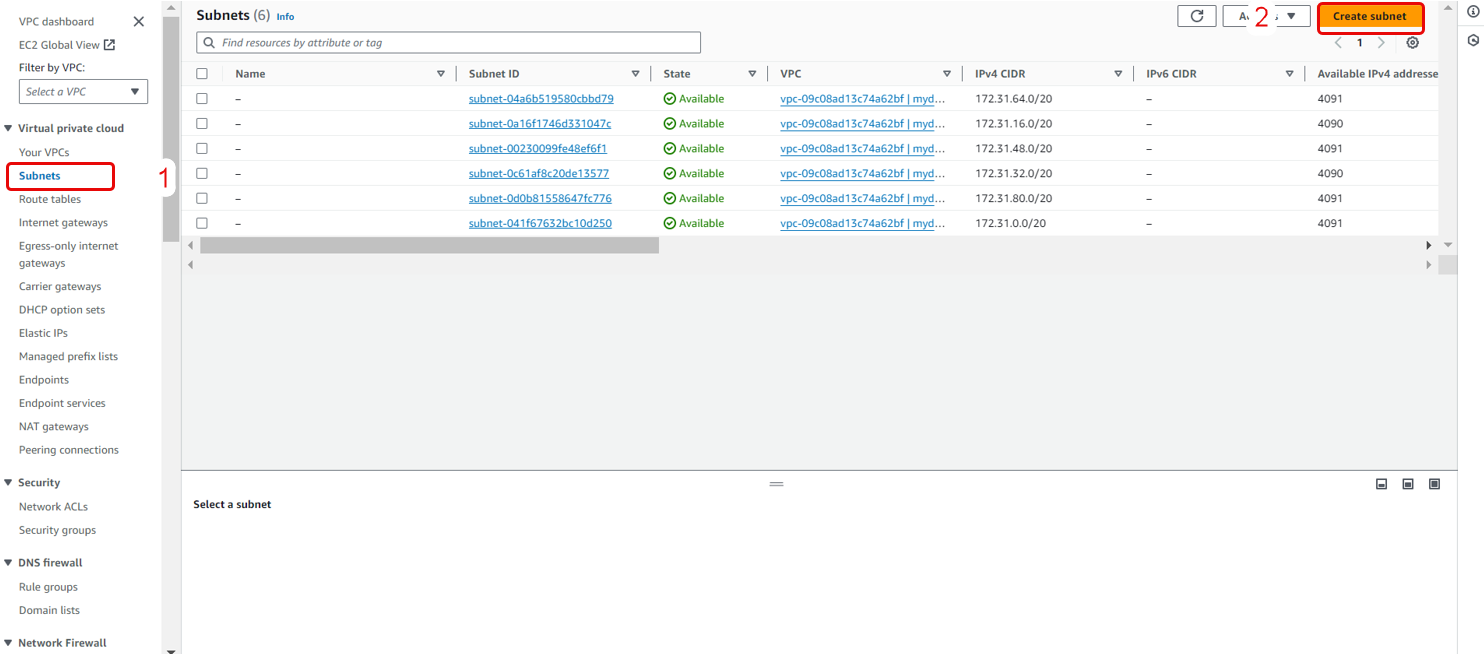 VPC dashboard
EC2 Global View
Filter by VPC:
Select a VPC
Virtual private cloud
Your VPCs
Subnets
1
Route tables
Internet gateways
Egress-only internet
gateways
Carrier gateways
DHCP option sets
Elastic IPs
Managed prefix lists
Endpoints
Endpoint services
NAT gateways
Peering connections
Security
Network ACLs
Security groups
DNS firewall
Rule groups
Domain lists
Network Firewall
Subnets (6) Info
2
Create subnet
Find resources by attribute or tag
1
Name Subnet ID State VPC IPv4 CIDR IPv6 CIDR Available IPv4 addresse
– subnet-04a6b519580cbbd79 Available vpc-09c08ad13c74a62bf | myd… 172.31.64.0/20 – 4091
– subnet-0a16f1746d331047c Available vpc-09c08ad13c74a62bf | myd… 172.31.16.0/20 – 4090
– subnet-00230099fe48ef6f1 Available vpc-09c08ad13c74a62bf | myd… 172.31.48.0/20 – 4091
– subnet-0c61af8c20de13577 Available vpc-09c08ad13c74a62bf | myd… 172.31.32.0/20 – 4090
– subnet-0d0b81558647fc776 Available vpc-09c08ad13c74a62bf | myd… 172.31.80.0/20 – 4091
– subnet-041f67632bc10d250 Available vpc-09c08ad13c74a62bf | myd… 172.31.0.0/20 – 4091
Select a subnet